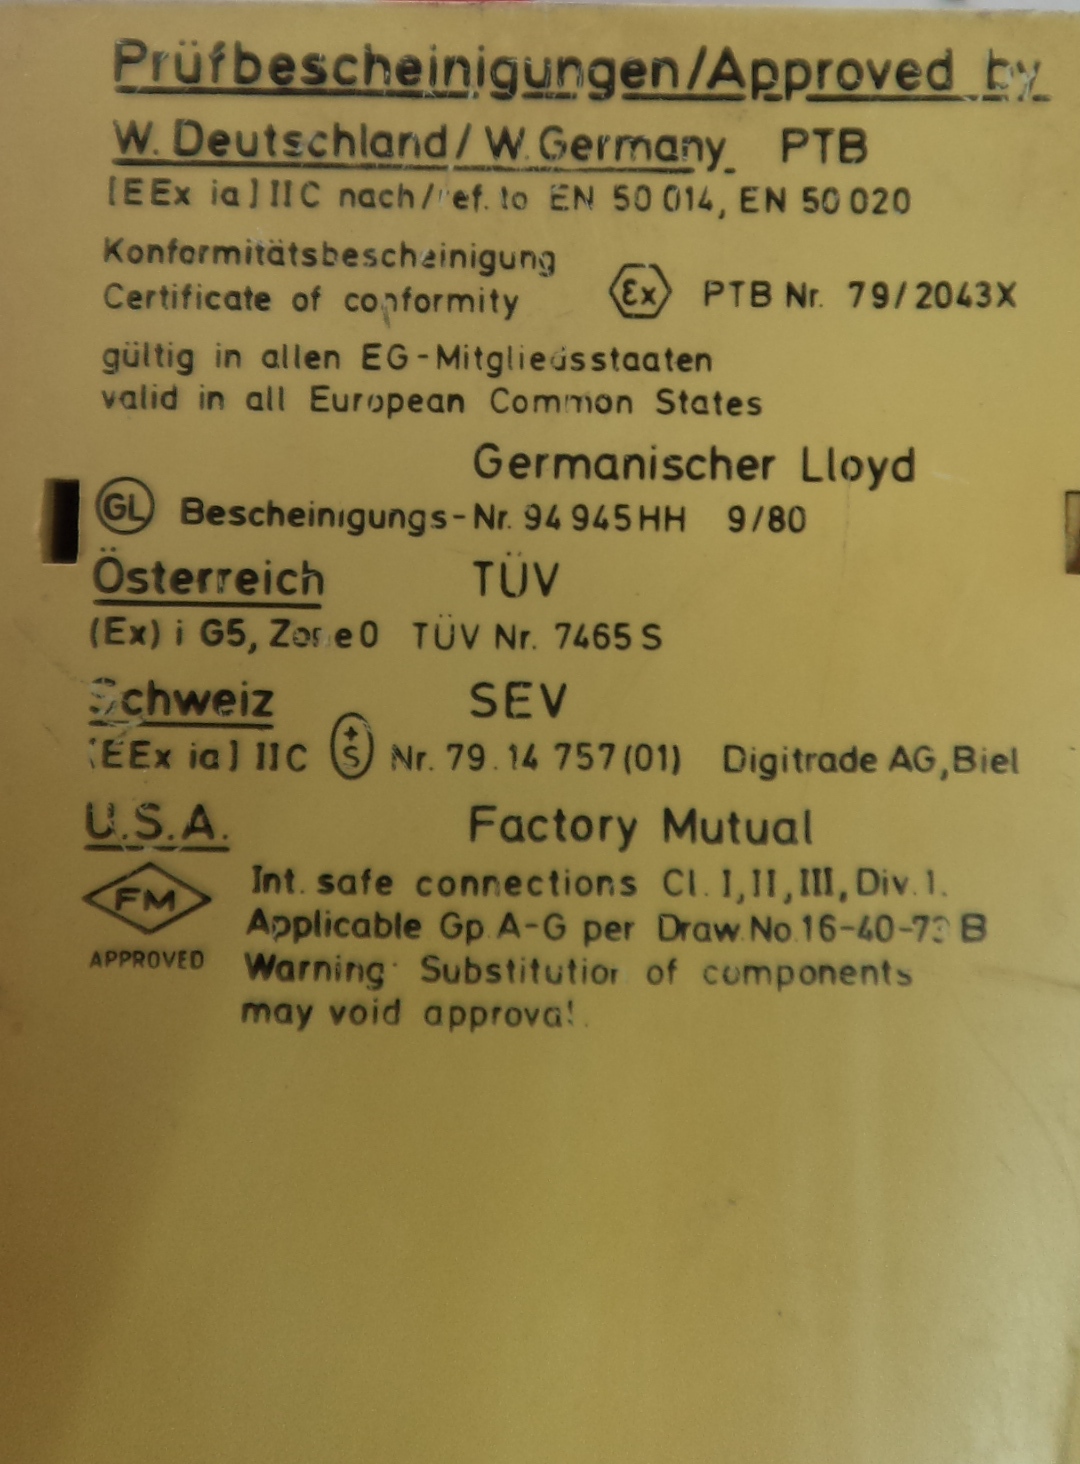 Prüfbescheinigungen/Approved by
W. Deutschland/W. Germany PTB
[EEx ia] IIC nach/ref. to EN 50 014, EN 50 020
Konformitätsbescheinigung
Certificate of conformity Ex PTB Nr. 79/2043X
gültig in allen EG-Mitgliedsstaaten
valid in all European Common States
Germanischer Lloyd
GL Bescheinigungs-Nr. 94 945 HH 9/80
Österreich TÜV
(Ex) i G5, Zone 0 TÜV Nr. 7465 S
Schweiz SEV
[EEx ia] IIC +S Nr. 79.14 757 (01) Digitrade AG, Biel
U.S.A. Factory Mutual
FM Int. safe connections Cl. I, II, III, Div. 1.
Applicable Gp. A-G per Draw. No. B
APPROVED Warning: Substitution of components
may void approval.